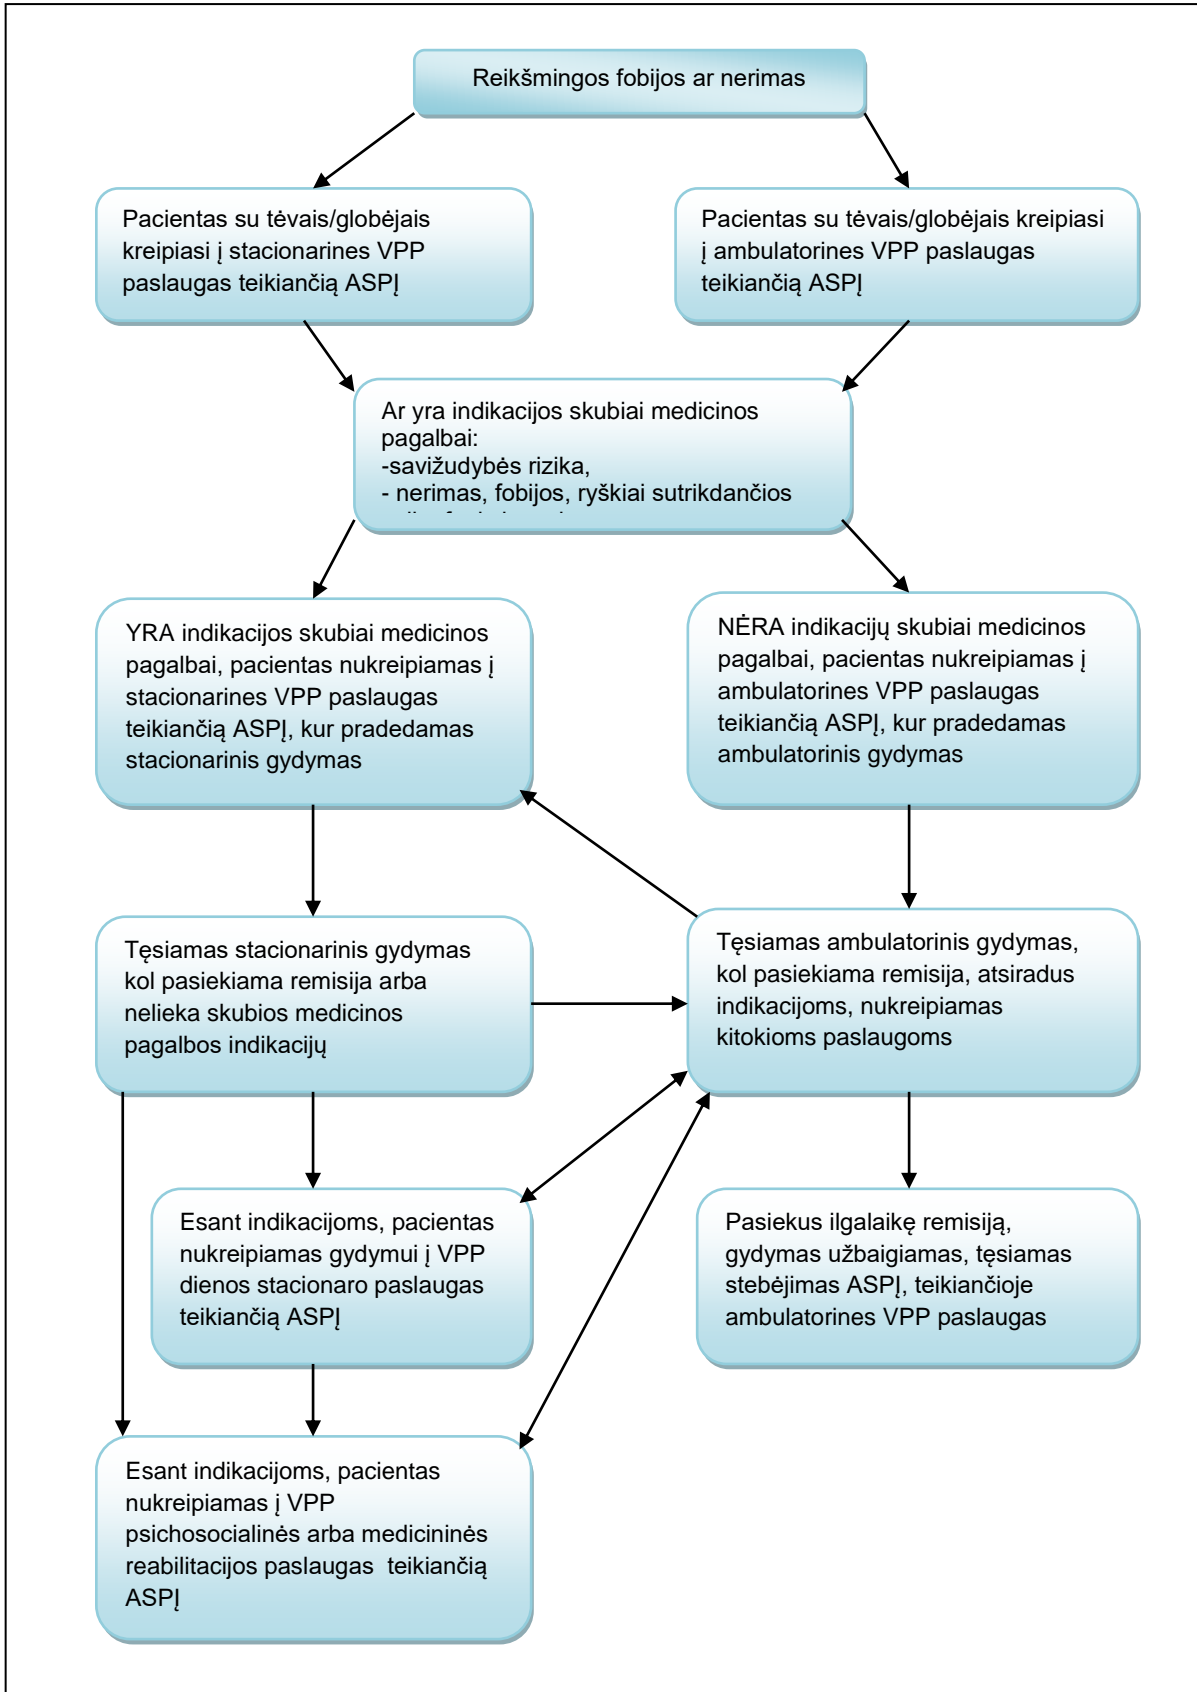 Reikšmingos fobijos ar nerimas
Pacientas su tėvais/globėjais
kreipiasi į stacionarines VPP
paslaugas teikiančią ASPĮ
Pacientas su tėvais/globėjais kreipiasi
į ambulatorines VPP paslaugas
teikiančią ASPĮ
Ar yra indikacijos skubiai medicinos
pagalbai:
-savižudybės rizika,
- nerimas, fobijos, ryškiai sutrikdančios
YRA indikacijos skubiai medicinos
pagalbai, pacientas nukreipiamas į
stacionarines VPP paslaugas
teikiančią ASPĮ, kur pradedamas
stacionarinis gydymas
NĖRA indikacijų skubiai medicinos
pagalbai, pacientas nukreipiamas į
ambulatorines VPP paslaugas
teikiančią ASPĮ, kur pradedamas
ambulatorinis gydymas
Tęsiamas stacionarinis gydymas
kol pasiekiama remisija arba
nelieka skubios medicinos
pagalbos indikacijų
Tęsiamas ambulatorinis gydymas,
kol pasiekiama remisija, atsiradus
indikacijoms, nukreipiamas
kitokioms paslaugoms
Esant indikacijoms, pacientas
nukreipiamas gydymui į VPP
dienos stacionaro paslaugas
teikiančią ASPĮ
Pasiekus ilgalaikę remisiją,
gydymas užbaigiamas, tęsiamas
stebėjimas ASPĮ, teikiančioje
ambulatorines VPP paslaugas
Esant indikacijoms, pacientas
nukreipiamas į VPP
psichosocialinės arba medicininės
reabilitacijos paslaugas teikiančią
ASPĮ